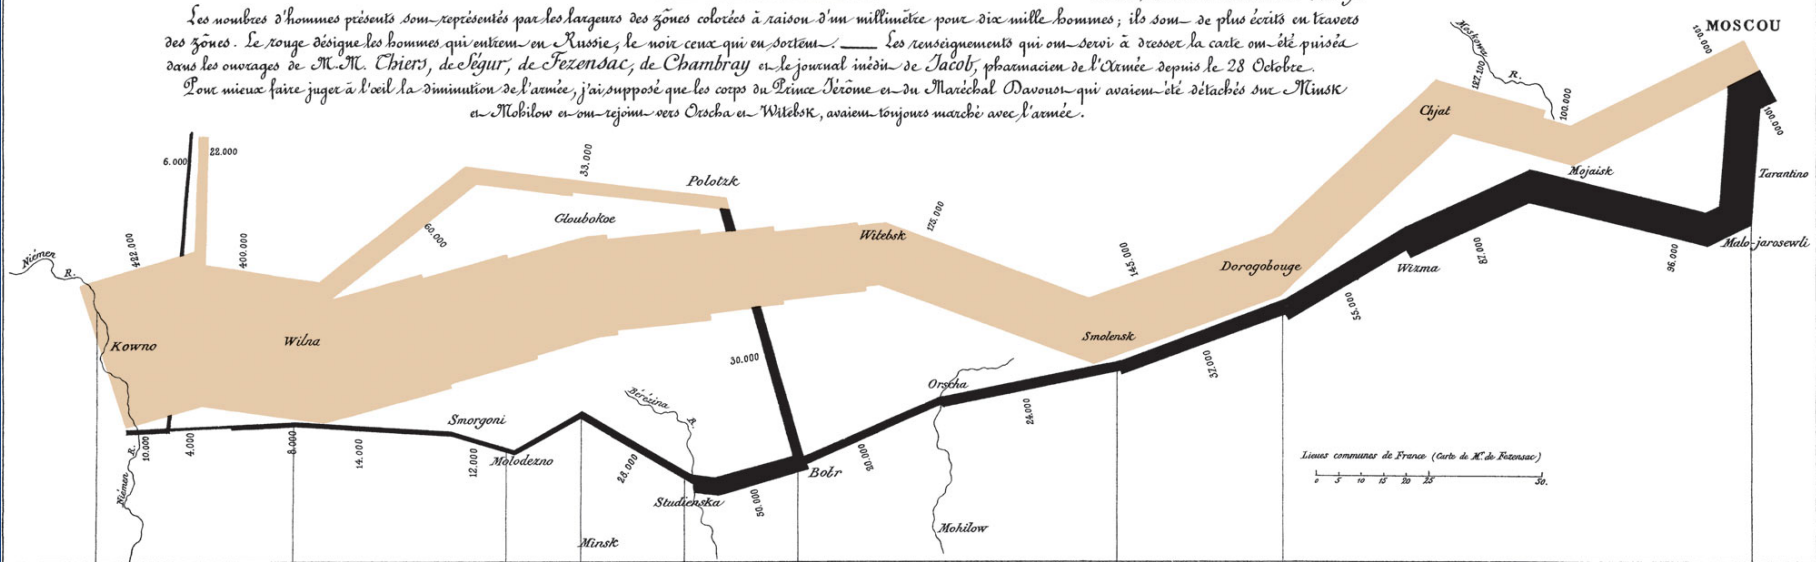 Les nombres d'hommes présents sont représentés par les largeurs des zônes colorées à raison d'un millimètre pour dix mille hommes; ils sont de plus écrits en travers
des zônes. Le rouge désigne les hommes qui entrent en Russie, le noir ceux qui en sortent. — Les renseignements qui ont servi à dresser la carte ont été puisés
dans les ouvrages de M.M. Thiers, de Ségur, de Fezensac, de Chambray et le journal inédit de Jacob, pharmacien de l'Armée depuis le 28 Octobre.
Pour mieux faire juger à l'œil la diminution de l'armée, j'ai supposé que les corps du Prince Jérôme et du Maréchal Davoust qui avaient été détachés sur Minsk
et Mohilow et ont rejoint vers Orscha et Witebsk, avaient toujours marché avec l'armée.
MOSCOU
100.000
Moskowa R.
127.100
100.000
Chjat
100.000
Mojaisk
Tarantino
Malo-jarosewli
6.000
22.000
33.000
Polotzk
Gloubokoe
60.000
175.000
Witebsk
Niémen R.
422.000
400.000
145.000
Dorogobouge
Wizma
87.000
96.000
55.000
Kowno
Wilna
Smolensk
30.000
37.000
Orscha
24.000
Bérézina R.
Smorgoni
10.000
4.000
8.000
14.000
12.000
Molodezno
28.000
Studienska
50.000
Bobr
20.000
Lieues communes de France (Carte de M. de Fezensac)
0 5 10 15 20 25 50.
Niémen R.
Mohilow
Minsk